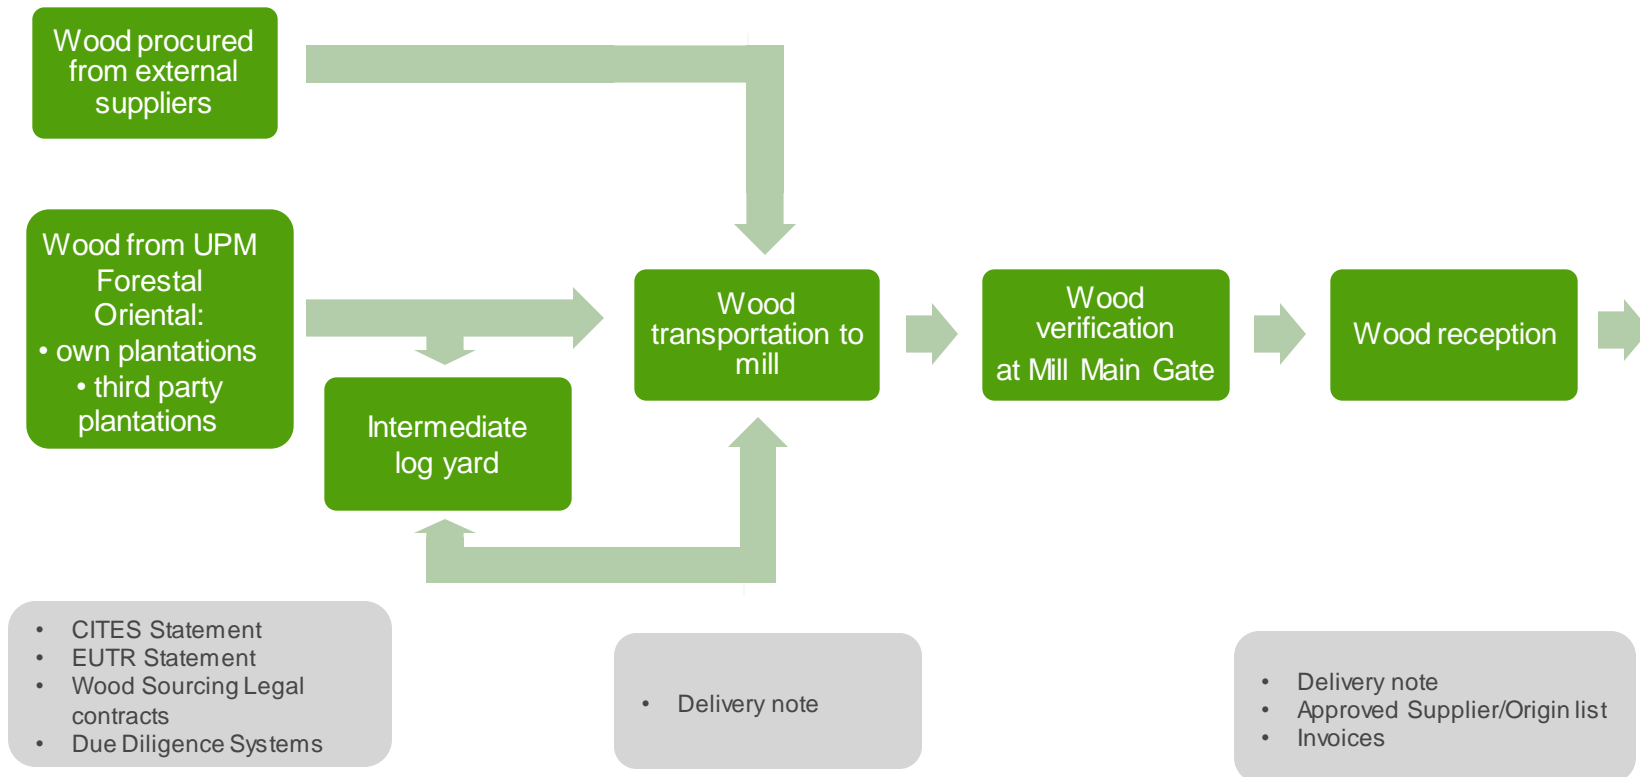 Wood procured
from external
suppliers
Wood from UPM
Forestal
Oriental:
• own plantations
• third party
plantations
Intermediate
log yard
Wood
transportation to
mill
Wood
verification
at Mill Main Gate
Wood reception
• CITES Statement
• EUTR Statement
• Wood Sourcing Legal
contracts
• Due Diligence Systems
• Delivery note
• Delivery note
• Approved Supplier/Origin list
• Invoices